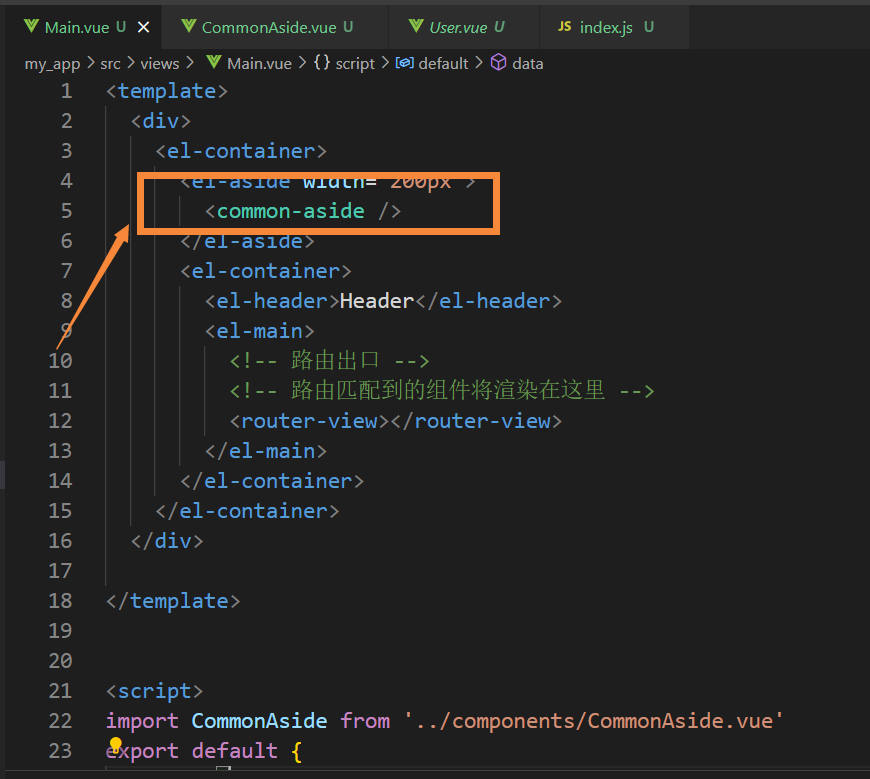 Main.vue U × CommonAside.vue U User.vue U JS index.js U
my_app > src > views > Main.vue > {} script > default > data
1 <template>
2 <div>
3 <el-container>
4 <el-aside width="200px">
5 <common-aside />
6 </el-aside>
7 <el-container>
8 <el-header>Header</el-header>
9 <el-main>
10 <!-- 路由出口 -->
11 <!-- 路由匹配到的组件将渲染在这里 -->
12 <router-view></router-view>
13 </el-main>
14 </el-container>
15 </el-container>
16 </div>
17
18 </template>
19
20
21 <script>
22 import CommonAside from '../components/CommonAside.vue'
23 export default {